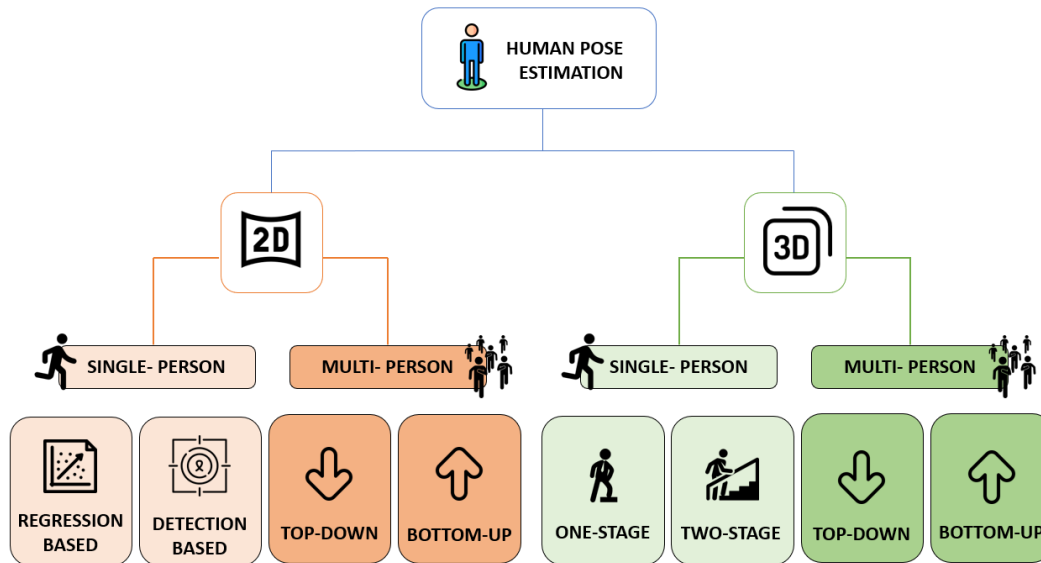 HUMAN POSE
ESTIMATION
2D
3D
SINGLE- PERSON
MULTI- PERSON
SINGLE- PERSON
MULTI- PERSON
REGRESSION
BASED
DETECTION
BASED
TOP-DOWN
BOTTOM-UP
ONE-STAGE
TWO-STAGE
TOP-DOWN
BOTTOM-UP